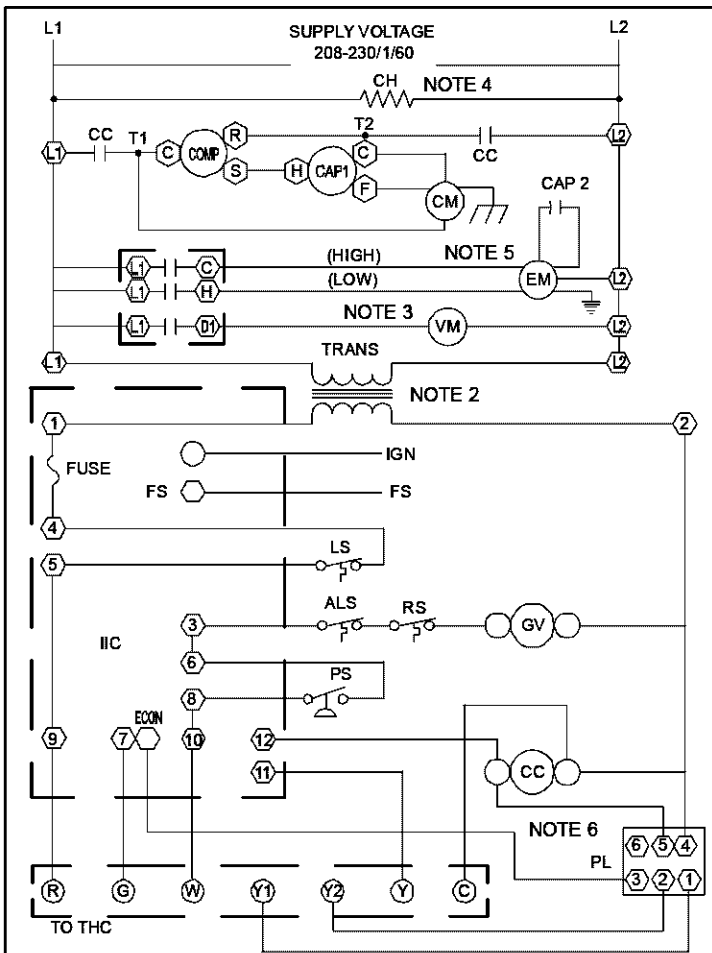 L1 SUPPLY VOLTAGE L2
208-230/1/60
CH NOTE 4
CC T1 R T2
L1 C COMP C CC L2
S H CAP1
F CM CAP 2
(HIGH) NOTE 5
L1 C EM L2
(LOW)
L1 H
NOTE 3
L1 D1 VM L2
L1 TRANS L2
NOTE 2
1 2
FUSE IGN
FS FS
4
LS
5
ALS RS
3 GV
IIC 6
PS
8
ECON
9 7 10 12
CC
11
NOTE 6
6 5 4
PL
3 2 1
R G W Y1 Y2 Y C
TO THC